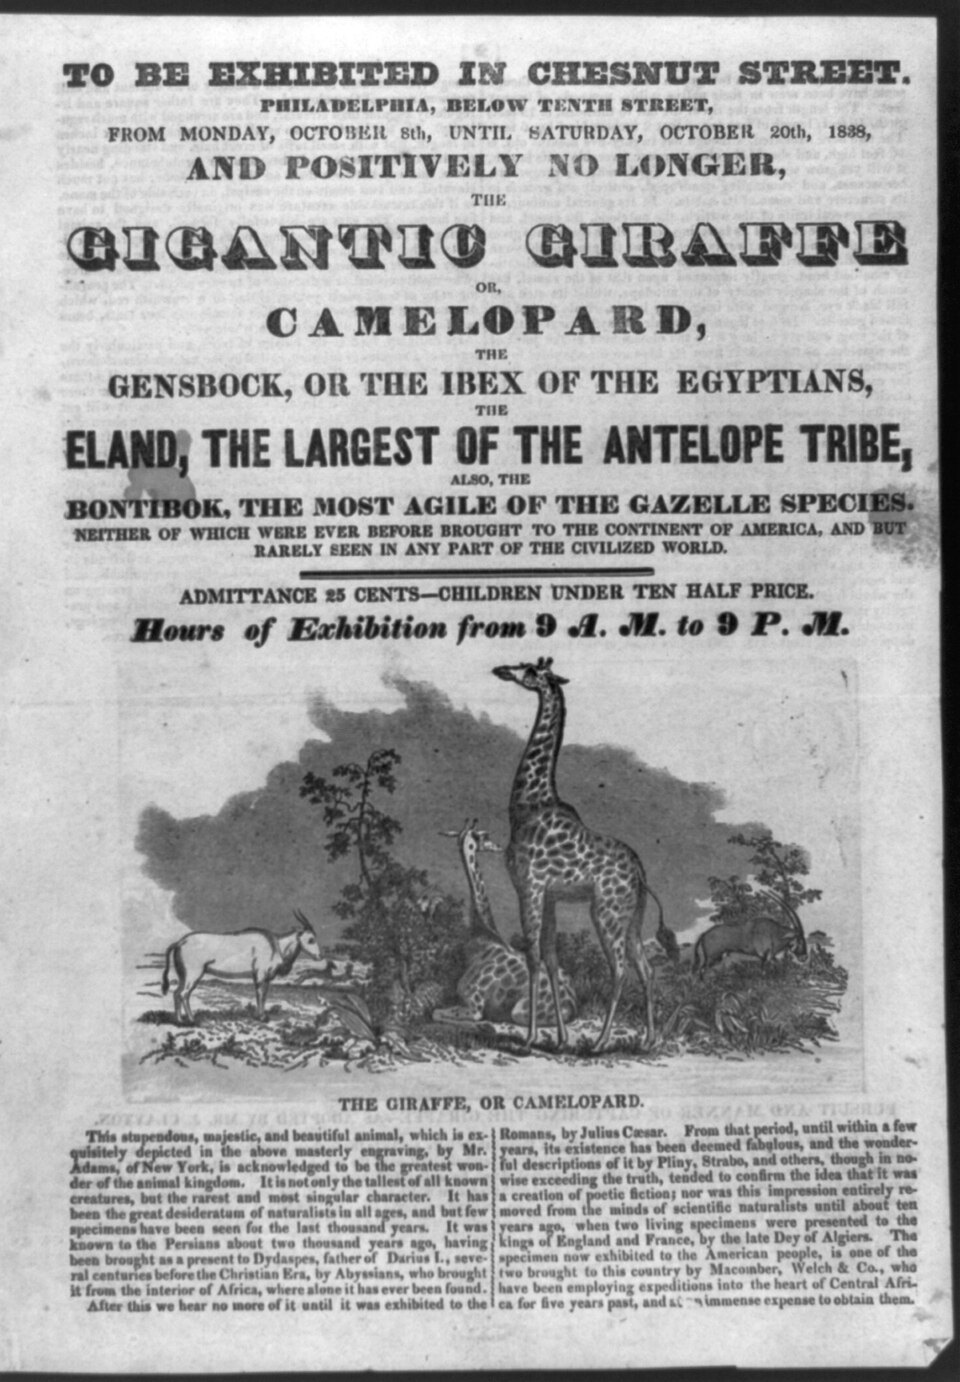 TO BE EXHIBITED IN CHESNUT STREET.
PHILADELPHIA, BELOW TENTH STREET,
FROM MONDAY, OCTOBER 8th, UNTIL SATURDAY, OCTOBER 20th, 1838,
AND POSITIVELY NO LONGER,
THE
GIGANTIC GIRAFFE
OR,
CAMELOPARD,
THE
GENSBOCK, OR THE IBEX OF THE EGYPTIANS,
THE
ELAND, THE LARGEST OF THE ANTELOPE TRIBE,
ALSO, THE
BONTIBOK, THE MOST AGILE OF THE GAZELLE SPECIES.
NEITHER OF WHICH WERE EVER BEFORE BROUGHT TO THE CONTINENT OF AMERICA, AND BUT
RARELY SEEN IN ANY PART OF THE CIVILIZED WORLD.
ADMITTANCE 25 CENTS—CHILDREN UNDER TEN HALF PRICE.
Hours of Exhibition from 9 A. M. to 9 P. M.
THE GIRAFFE, OR CAMELOPARD.
This stupendous, majestic, and beautiful animal, which is ex-
quisitely depicted in the above masterly engraving, by Mr.
Adams, of New York, is acknowledged to be the greatest won-
der of the animal kingdom. It is not only the tallest of all known
creatures, but the rarest and most singular character. It has
been the great desideratum of naturalists in all ages, and but few
specimens have been seen for the last thousand years. It was
known to the Persians about two thousand years ago, having
been brought as a present to Dydaspes, father of Darius I., seve-
ral centuries before the Christian Era, by Abyssians, who brought
it from the interior of Africa, where alone it has ever been found.
After this we hear no more of it until it was exhibited to the
Romans, by Julius Cæsar. From that period, until within a few
years, its existence has been deemed fabulous, and the wonder-
ful descriptions of it by Pliny, Strabo, and others, though in no-
wise exceeding the truth, tended to confirm the idea that it was
a creation of poetic fiction; nor was this impression entirely re-
moved from the minds of scientific naturalists until about ten
years ago, when two living specimens were presented to the
kings of England and France, by the late Dey of Algiers. The
specimen now exhibited to the American people, is one of the
two brought to this country by Macomber, Welch & Co., who
have been employing expeditions into the heart of Central Afri-
ca for five years past, and immense expense to obtain them.